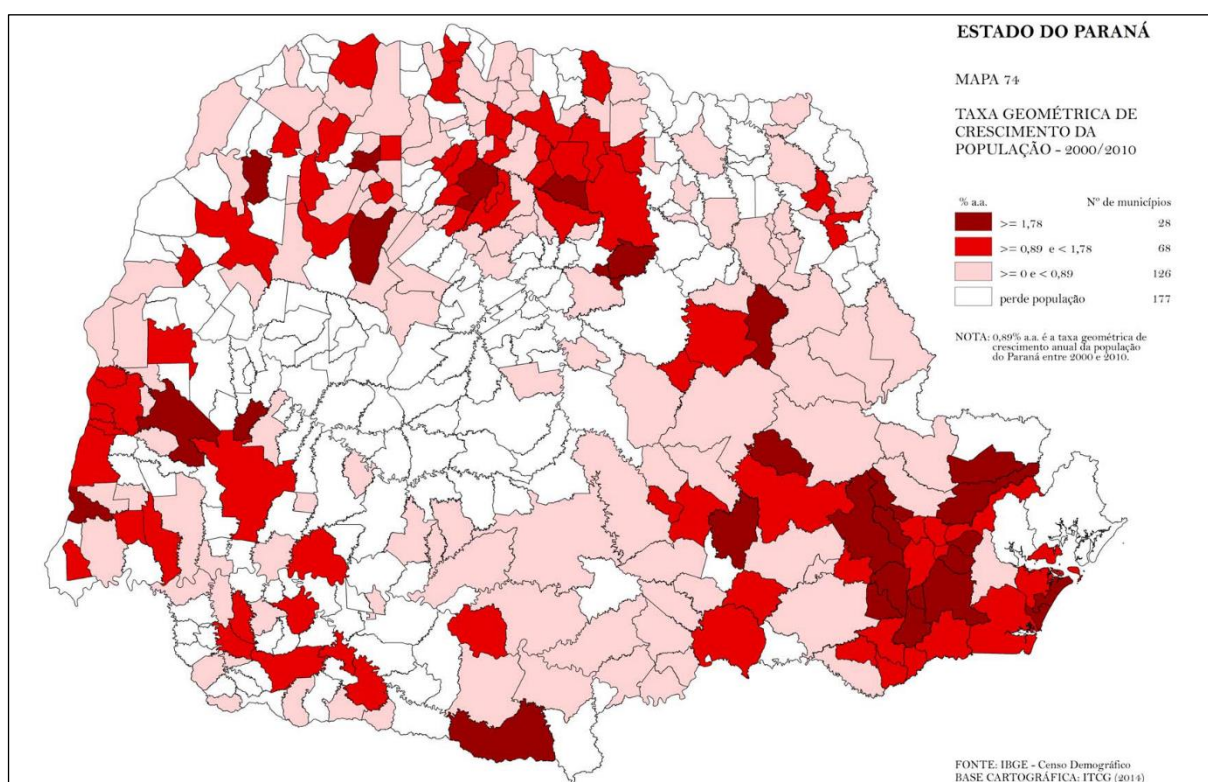 ESTADO DO PARANÁ
MAPA 74
TAXA GEOMÉTRICA DE
CRESCIMENTO DA
POPULAÇÃO - 2000/2010
% a.a. Nº de municípios
>= 1,78 28
>= 0,89 e < 1,78 68
>= 0 e < 0,89 126
perde população 177
NOTA: 0,89% a.a. é a taxa geométrica de
crescimento anual da população
do Paraná entre 2000 e 2010.
FONTE: IBGE - Censo Demográfico
BASE CARTOGRÁFICA: ITCG (2014)